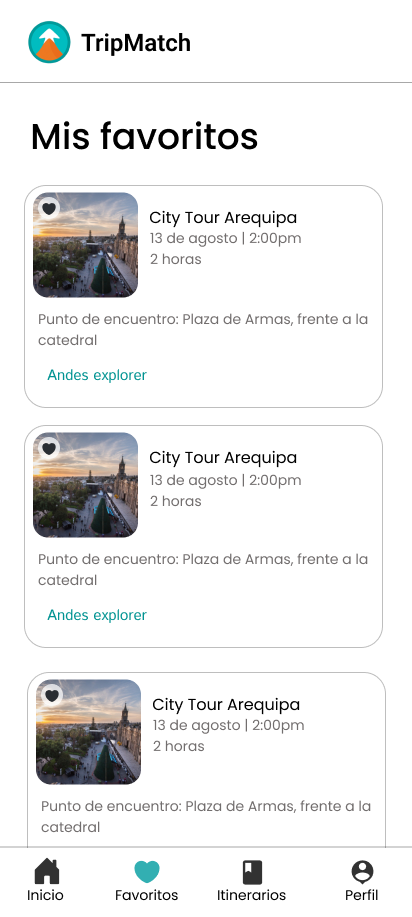 TripMatch
Mis favoritos
City Tour Arequipa
13 de agosto | 2:00pm
2 horas
Punto de encuentro: Plaza de Armas, frente a la
catedral
Andes explorer
City Tour Arequipa
13 de agosto | 2:00pm
2 horas
Punto de encuentro: Plaza de Armas, frente a la
catedral
Andes explorer
City Tour Arequipa
13 de agosto | 2:00pm
2 horas
Punto de encuentro: Plaza de Armas, frente a la
catedral
Inicio
Favoritos
Itinerarios
Perfil